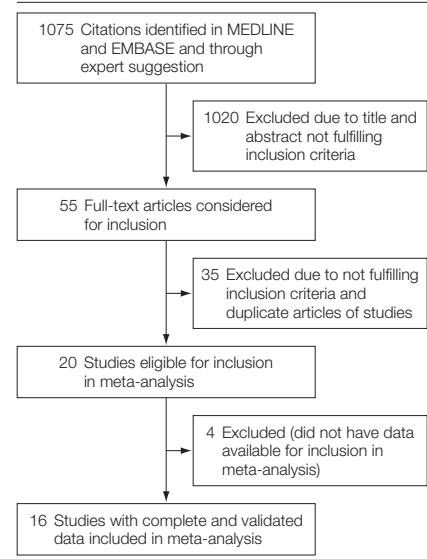 1075 Citations identified in MEDLINE
and EMBASE and through
expert suggestion
1020 Excluded due to title and
abstract not fulfilling
inclusion criteria
55 Full-text articles considered
for inclusion
35 Excluded due to not fulfilling
inclusion criteria and
duplicate articles of studies
20 Studies eligible for inclusion
in meta-analysis
4 Excluded (did not have data
available for inclusion in
meta-analysis)
16 Studies with complete and validated
data included in meta-analysis